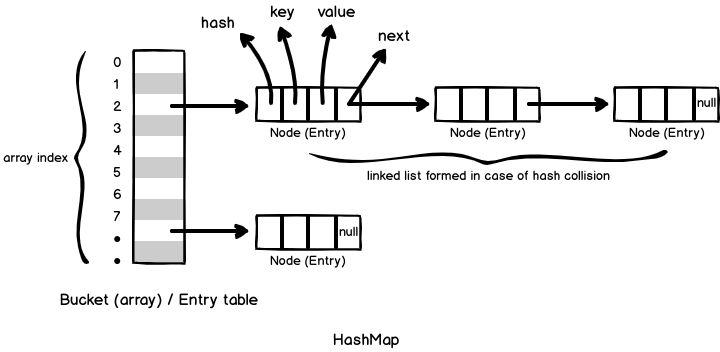 hash
key
value
next
0
1
2
3
4
5
6
7
array index
null
Node (Entry)
Node (Entry)
Node (Entry)
linked list formed in case of hash collision
null
Node (Entry)
Bucket (array) / Entry table
HashMap